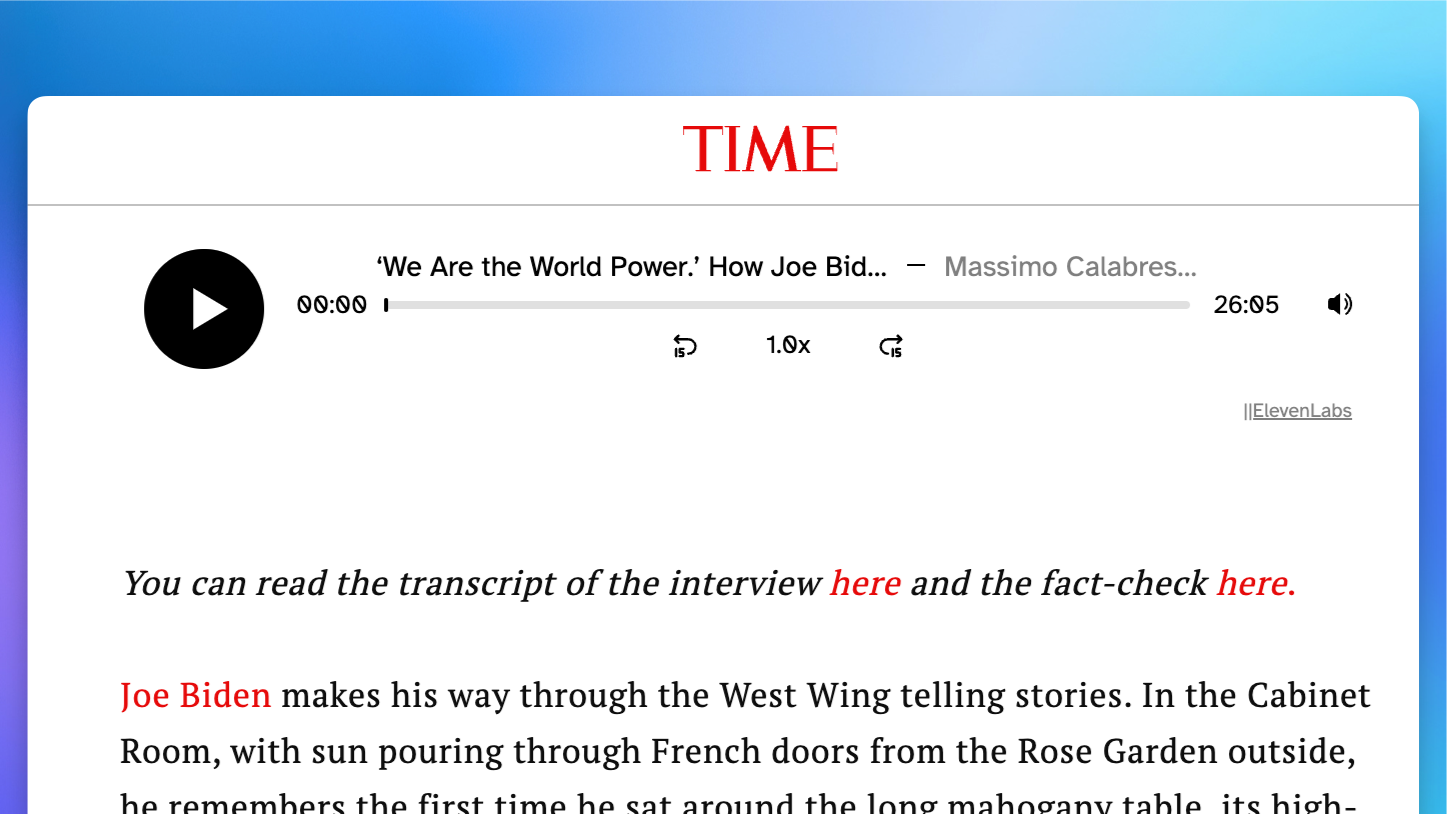 TIME
‘We Are the World Power.’ How Joe Bid... — Massimo Calabres...
00:00 26:05
15 1.0x 15
||ElevenLabs
You can read the transcript of the interview here and the fact-check here.
Joe Biden makes his way through the West Wing telling stories. In the Cabinet
Room, with sun pouring through French doors from the Rose Garden outside,
he remembers the first time he sat around the long mahogany table, its high-